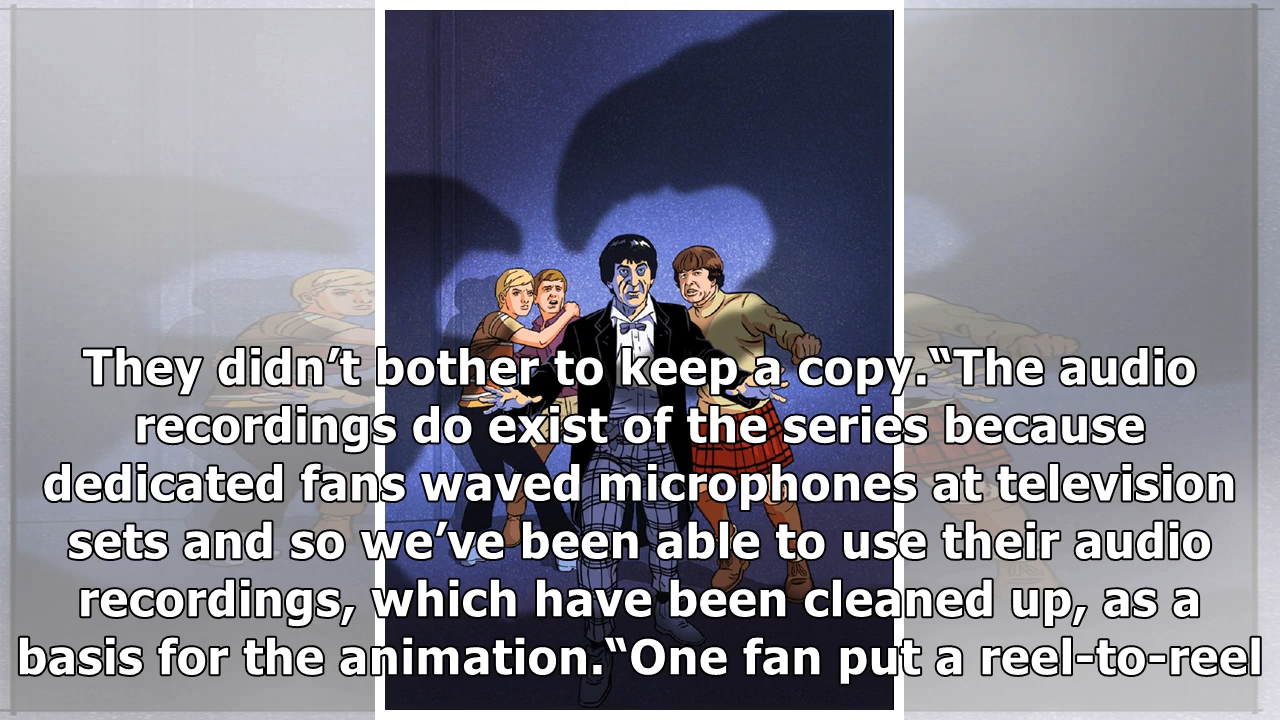 They didn’t bother to keep a copy.“The audio
recordings do exist of the series because
dedicated fans waved microphones at television
sets and so we’ve been able to use their audio
recordings, which have been cleaned up, as a
basis for the animation.“One fan put a reel-to-reel